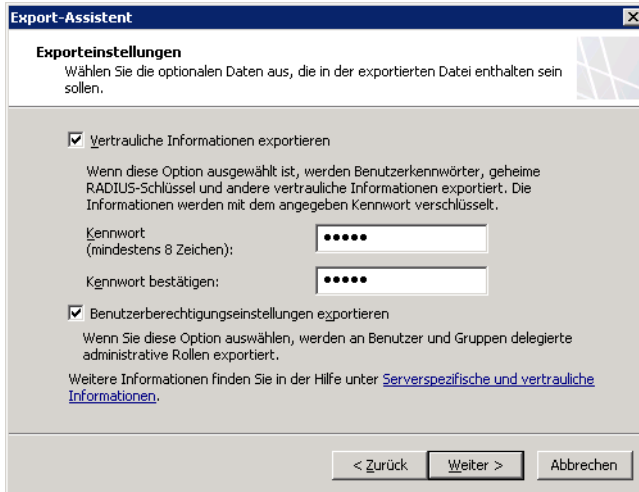 Export-Assistent
Exporteinstellungen
Wählen Sie die optionalen Daten aus, die in der exportierten Datei enthalten sein
sollen.
Vertrauliche Informationen exportieren
Wenn diese Option ausgewählt ist, werden Benutzerkennwörter, geheime
RADIUS-Schlüssel und andere vertrauliche Informationen exportiert. Die
Informationen werden mit dem angegeben Kennwort verschlüsselt.
Kennwort
(mindestens 8 Zeichen):
●●●●●
Kennwort bestätigen:
●●●●●
Benutzerberechtigungseinstellungen exportieren
Wenn Sie diese Option auswählen, werden an Benutzer und Gruppen delegierte
administrative Rollen exportiert.
Weitere Informationen finden Sie in der Hilfe unter Serverspezifische und vertrauliche
Informationen.
< Zurück
Weiter >
Abbrechen